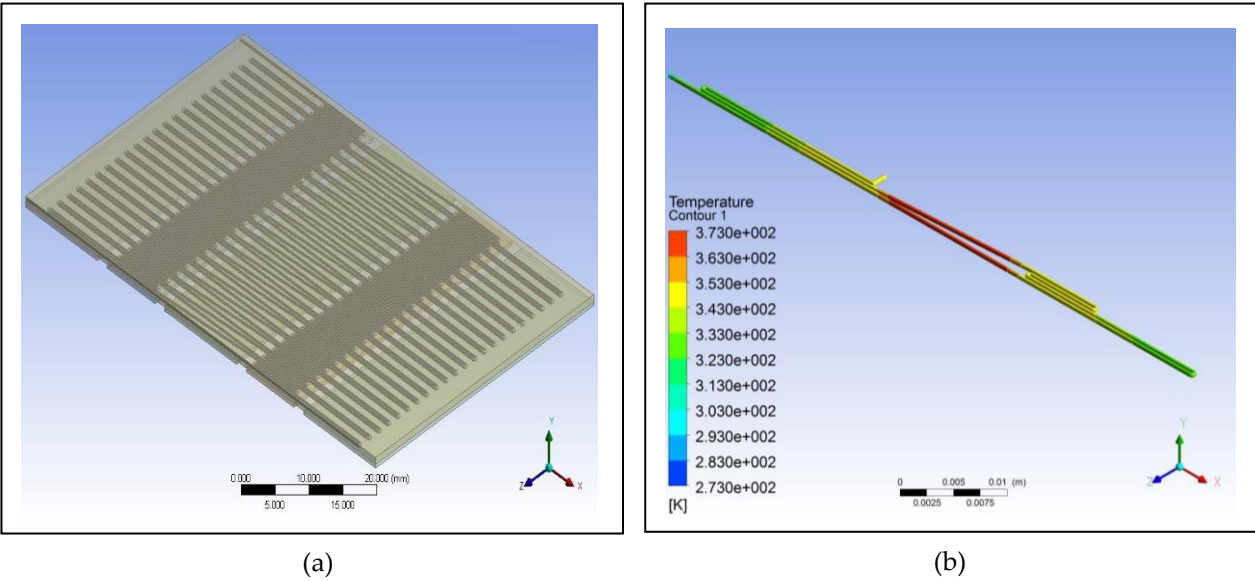 0.000
10.000
20.000 (mm)
5.000
15.000
Y
Z
X
(a)
Temperature
Contour 1
3.730e+002
3.630e+002
3.530e+002
3.430e+002
3.330e+002
3.230e+002
3.130e+002
3.030e+002
2.930e+002
2.830e+002
2.730e+002
[K]
0
0.005
0.01 (m)
0.0025
0.0075
Y
Z
X
(b)